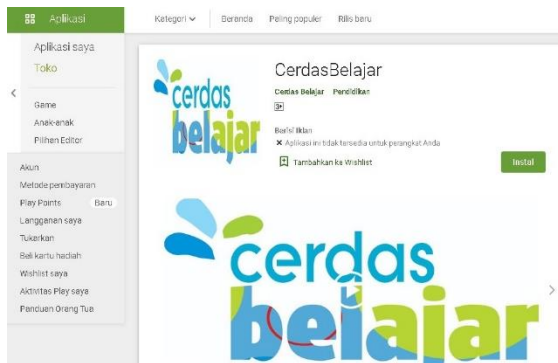 Aplikasi
Kategori Beranda Paling populer Rilis baru
Aplikasi saya
Toko
Game
Anak-anak
Pilihan Editor
Akun
Metode pembayaran
Play Points Baru
Langganan saya
Tukarkan
Beli kartu hadiah
Wishlist saya
Aktivitas Play saya
Panduan Orang Tua
cerdas
belajar
CerdasBelajar
Cerdas Belajar Pendidikan
3+
Berisi Iklan
Aplikasi ini tidak tersedia untuk perangkat Anda
Tambahkan ke Wishlist
Instal
cerdas
belajar